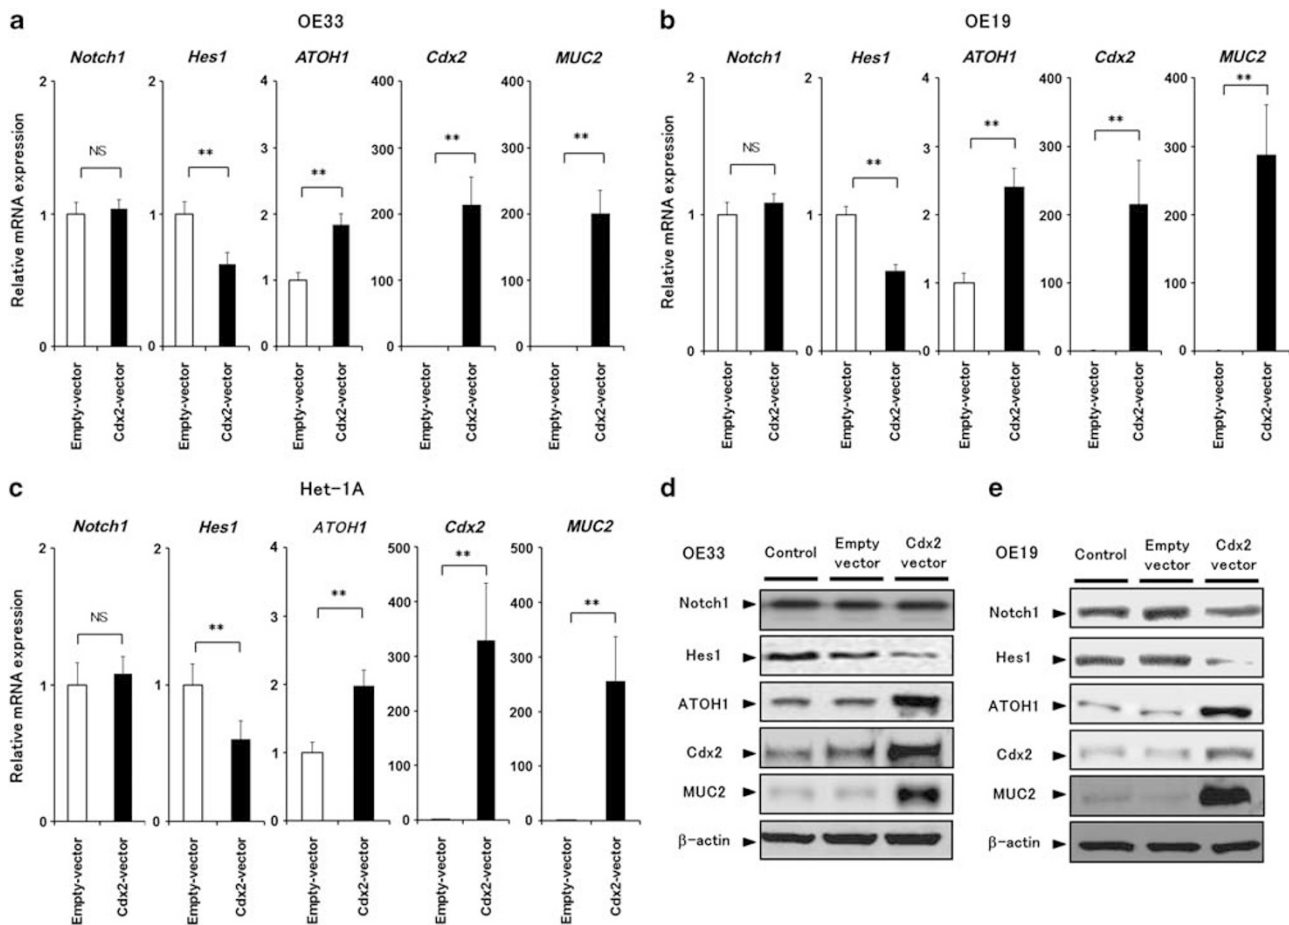 a
OE33
Notch1 Hes1 ATOH1 Cdx2 MUC2
Relative mRNA expression
2 1 0
NS
2 1 0
**
4 3 2 1 0
**
400 300 200 100 0
**
400 300 200 100 0
**
Empty-vector Cdx2-vector Empty-vector Cdx2-vector Empty-vector Cdx2-vector Empty-vector Cdx2-vector Empty-vector Cdx2-vector
b
OE19
Notch1 Hes1 ATOH1 Cdx2 MUC2
Relative mRNA expression
2 1 0
NS
2 1 0
**
4 3 2 1 0
**
400 300 200 100 0
**
400 300 200 100 0
**
Empty-vector Cdx2-vector Empty-vector Cdx2-vector Empty-vector Cdx2-vector Empty-vector Cdx2-vector Empty-vector Cdx2-vector
c
Het-1A
Notch1 Hes1 ATOH1 Cdx2 MUC2
Relative mRNA expression
2 1 0
NS
2 1 0
**
4 3 2 1 0
**
500 400 300 200 100 0
**
500 400 300 200 100 0
**
Empty-vector Cdx2-vector Empty-vector Cdx2-vector Empty-vector Cdx2-vector Empty-vector Cdx2-vector Empty-vector Cdx2-vector
d
OE33
Control
Empty
vector
Cdx2
vector
Notch1
Hes1
ATOH1
Cdx2
MUC2
β-actin
e
OE19
Control
Empty
vector
Cdx2
vector
Notch1
Hes1
ATOH1
Cdx2
MUC2
β-actin